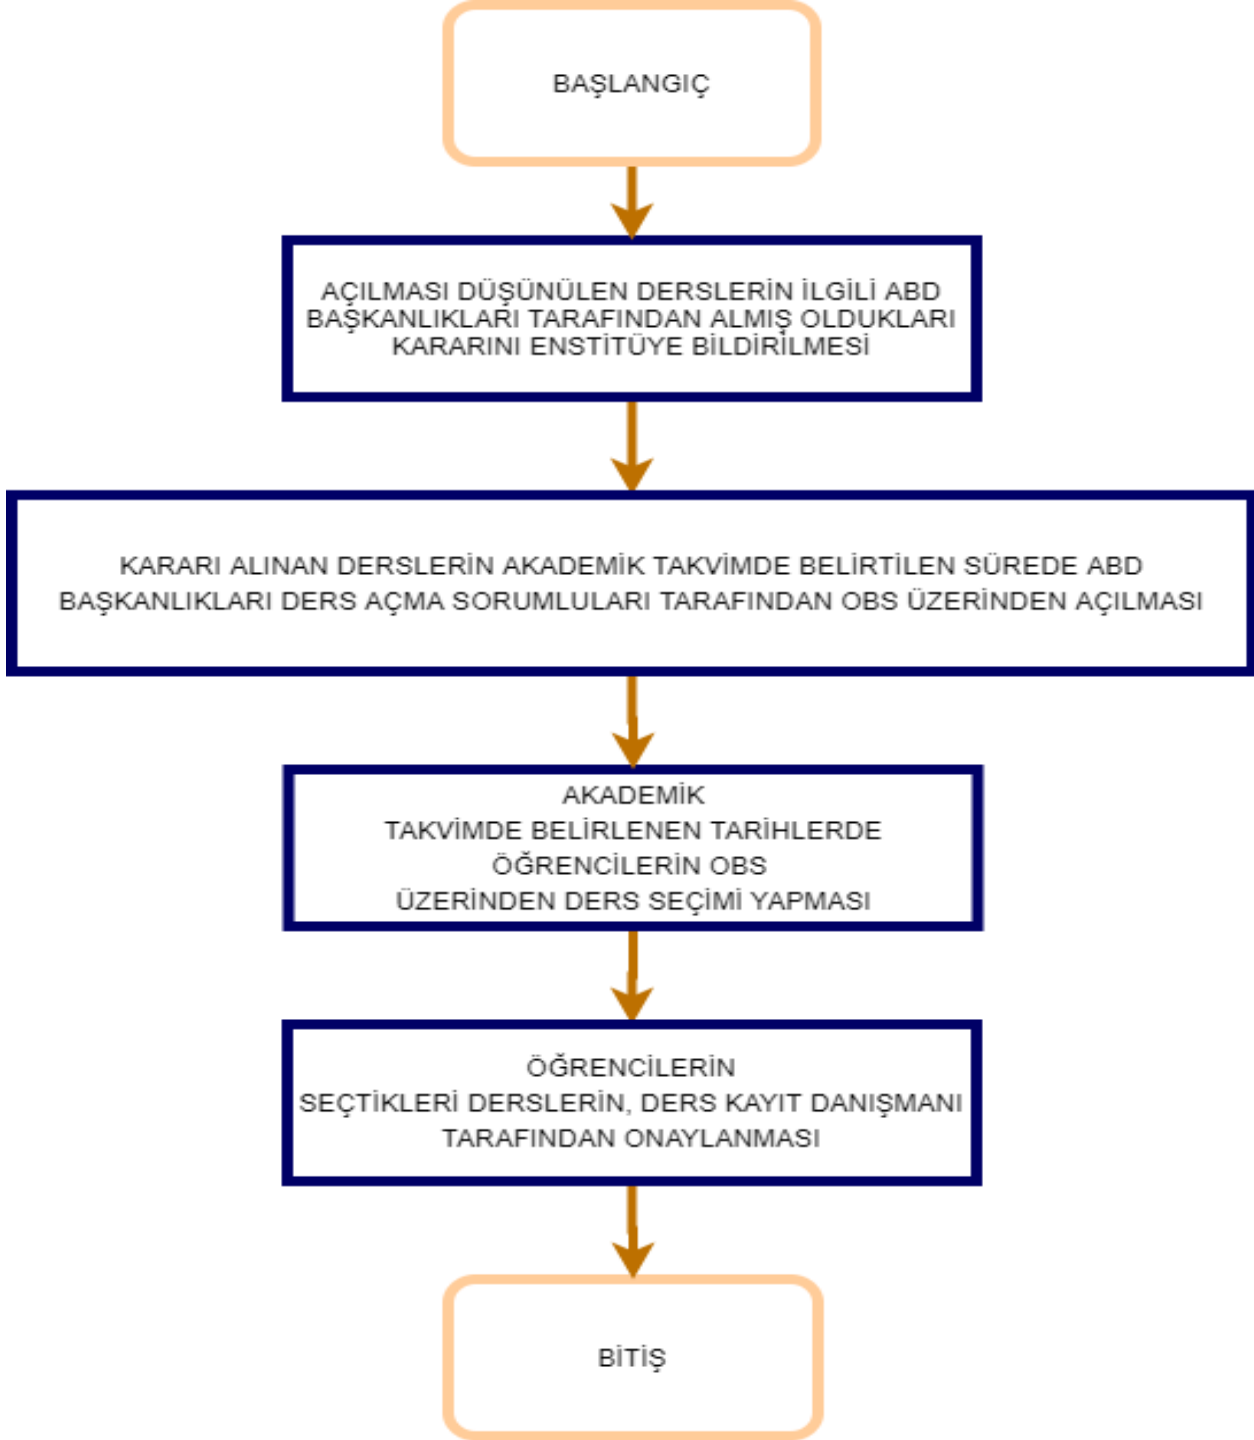 BAŞLANGIÇ
AÇILMASI DÜŞÜNÜLEN DERSLERİN İLGİLİ ABD
BAŞKANLIKLARI TARAFINDAN ALMIŞ OLDUKLARI
KARARINI ENSTİTÜYE BİLDİRİLMESİ
KARARI ALINAN DERSLERİN AKADEMİK TAKVİMDE BELİRTİLEN SÜREDE ABD
BAŞKANLIKLARI DERS AÇMA SORUMLULARI TARAFINDAN OBS ÜZERİNDEN AÇILMASI
AKADEMİK
TAKVİMDE BELİRLENEN TARİHLERDE
ÖĞRENCİLERİN OBS
ÜZERİNDEN DERS SEÇİMİ YAPMASI
ÖĞRENCİLERİN
SEÇTİKLERİ DERSLERİN, DERS KAYIT DANIŞMANI
TARAFINDAN ONAYLANMASI
BİTİŞ